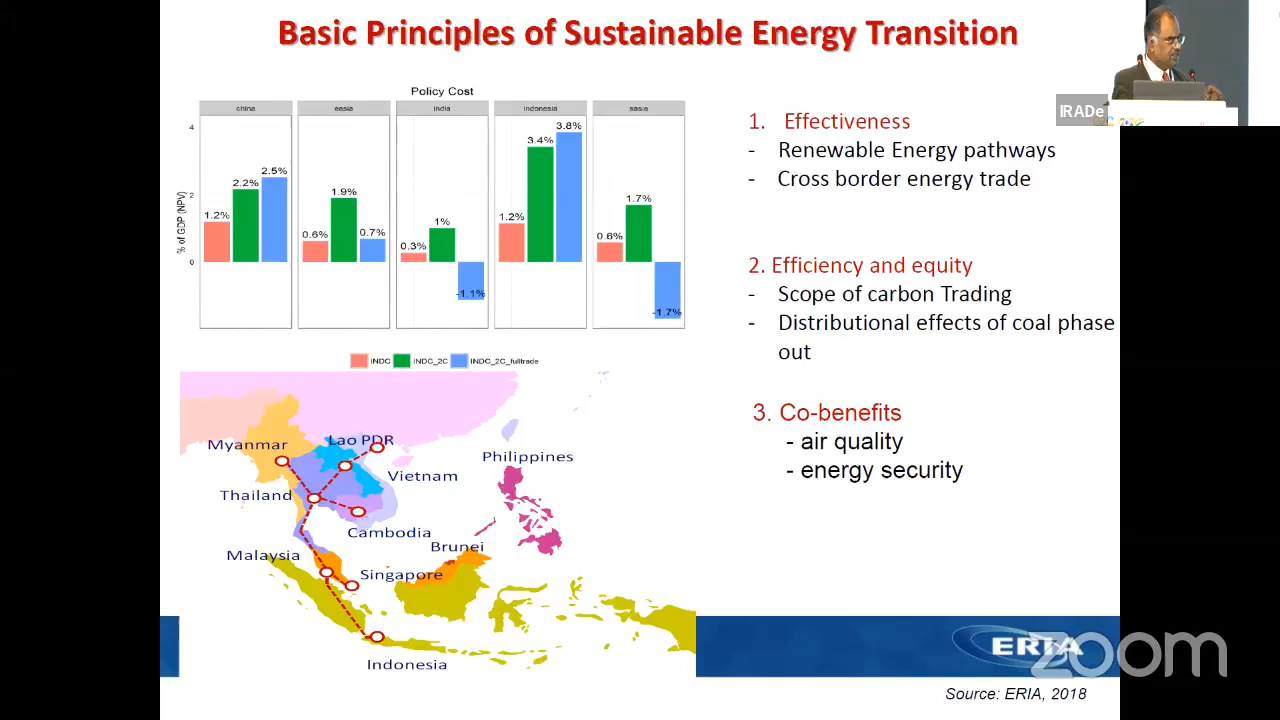 Basic Principles of Sustainable Energy Transition
IRADe
Policy Cost
china easia india indonesia sasia
% of GDP (NPV)
4
2
0
1.2% 2.2% 2.5%
0.6% 1.9% 0.7%
0.3% 1% -1.1%
1.2% 3.4% 3.8%
0.6% 1.7% -1.7%
INDC INDC_2C INDC_2C_fulltrade
1. Effectiveness
- Renewable Energy pathways
- Cross border energy trade
2. Efficiency and equity
- Scope of carbon Trading
- Distributional effects of coal phase
out
3. Co-benefits
- air quality
- energy security
Myanmar
Lao PDR
Vietnam
Thailand
Cambodia
Philippines
Malaysia
Brunei
Singapore
Indonesia
ERIA
zoom
Source: ERIA, 2018